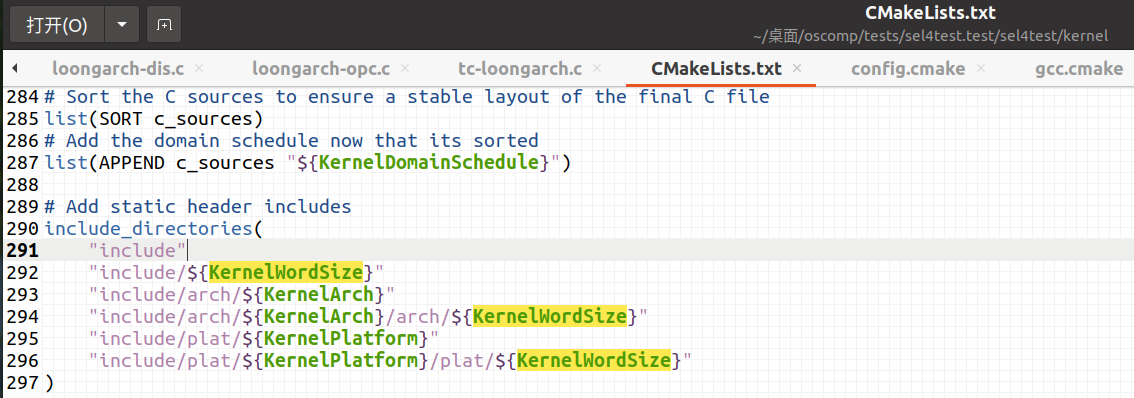 打开(O)
CMakeLists.txt
~/桌面/oscomp/tests/sel4test.test/sel4test/kernel
loongarch-dis.c × loongarch-opc.c × tc-loongarch.c × CMakeLists.txt × config.cmake × gcc.cmake
284 # Sort the C sources to ensure a stable layout of the final C file
285 list(SORT c_sources)
286 # Add the domain schedule now that its sorted
287 list(APPEND c_sources "${KernelDomainSchedule}")
288
289 # Add static header includes
290 include_directories(
291     "include"
292     "include/${KernelWordSize}"
293     "include/arch/${KernelArch}"
294     "include/arch/${KernelArch}/arch/${KernelWordSize}"
295     "include/plat/${KernelPlatform}"
296     "include/plat/${KernelPlatform}/plat/${KernelWordSize}"
297 )